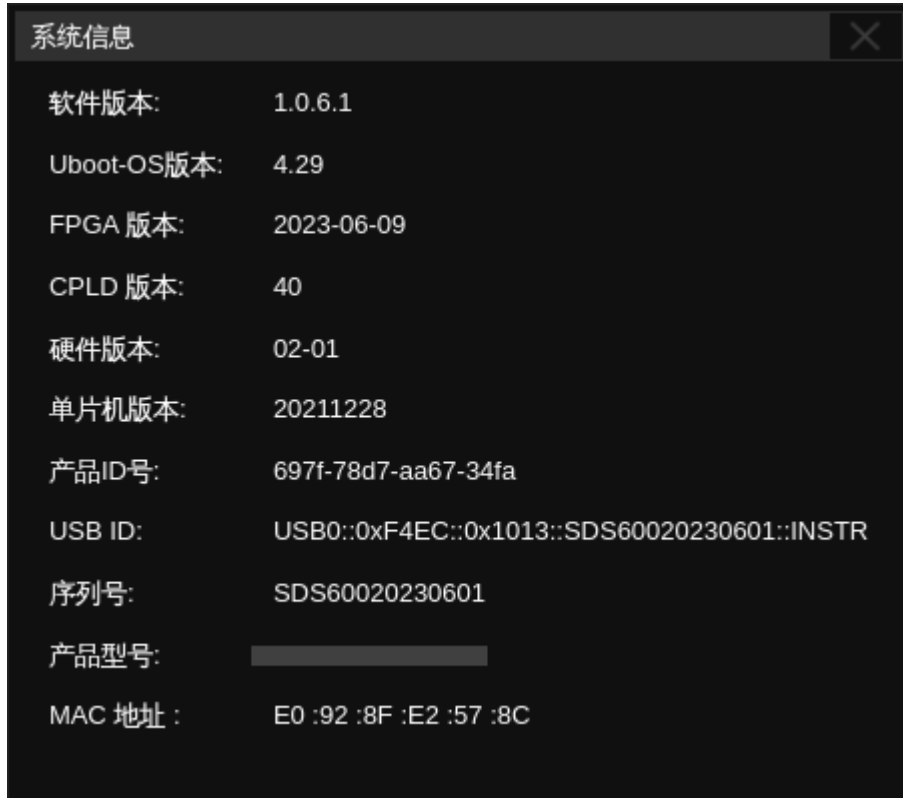 系统信息
软件版本: 1.0.6.1
Uboot-OS版本: 4.29
FPGA 版本: 2023-06-09
CPLD 版本: 40
硬件版本: 02-01
单片机版本: 20211228
产品ID号: 697f-78d7-aa67-34fa
USB ID: USB0::0xF4EC::0x1013::SDS60020230601::INSTR
序列号: SDS60020230601
产品型号:
MAC 地址 : E0 :92 :8F :E2 :57 :8C